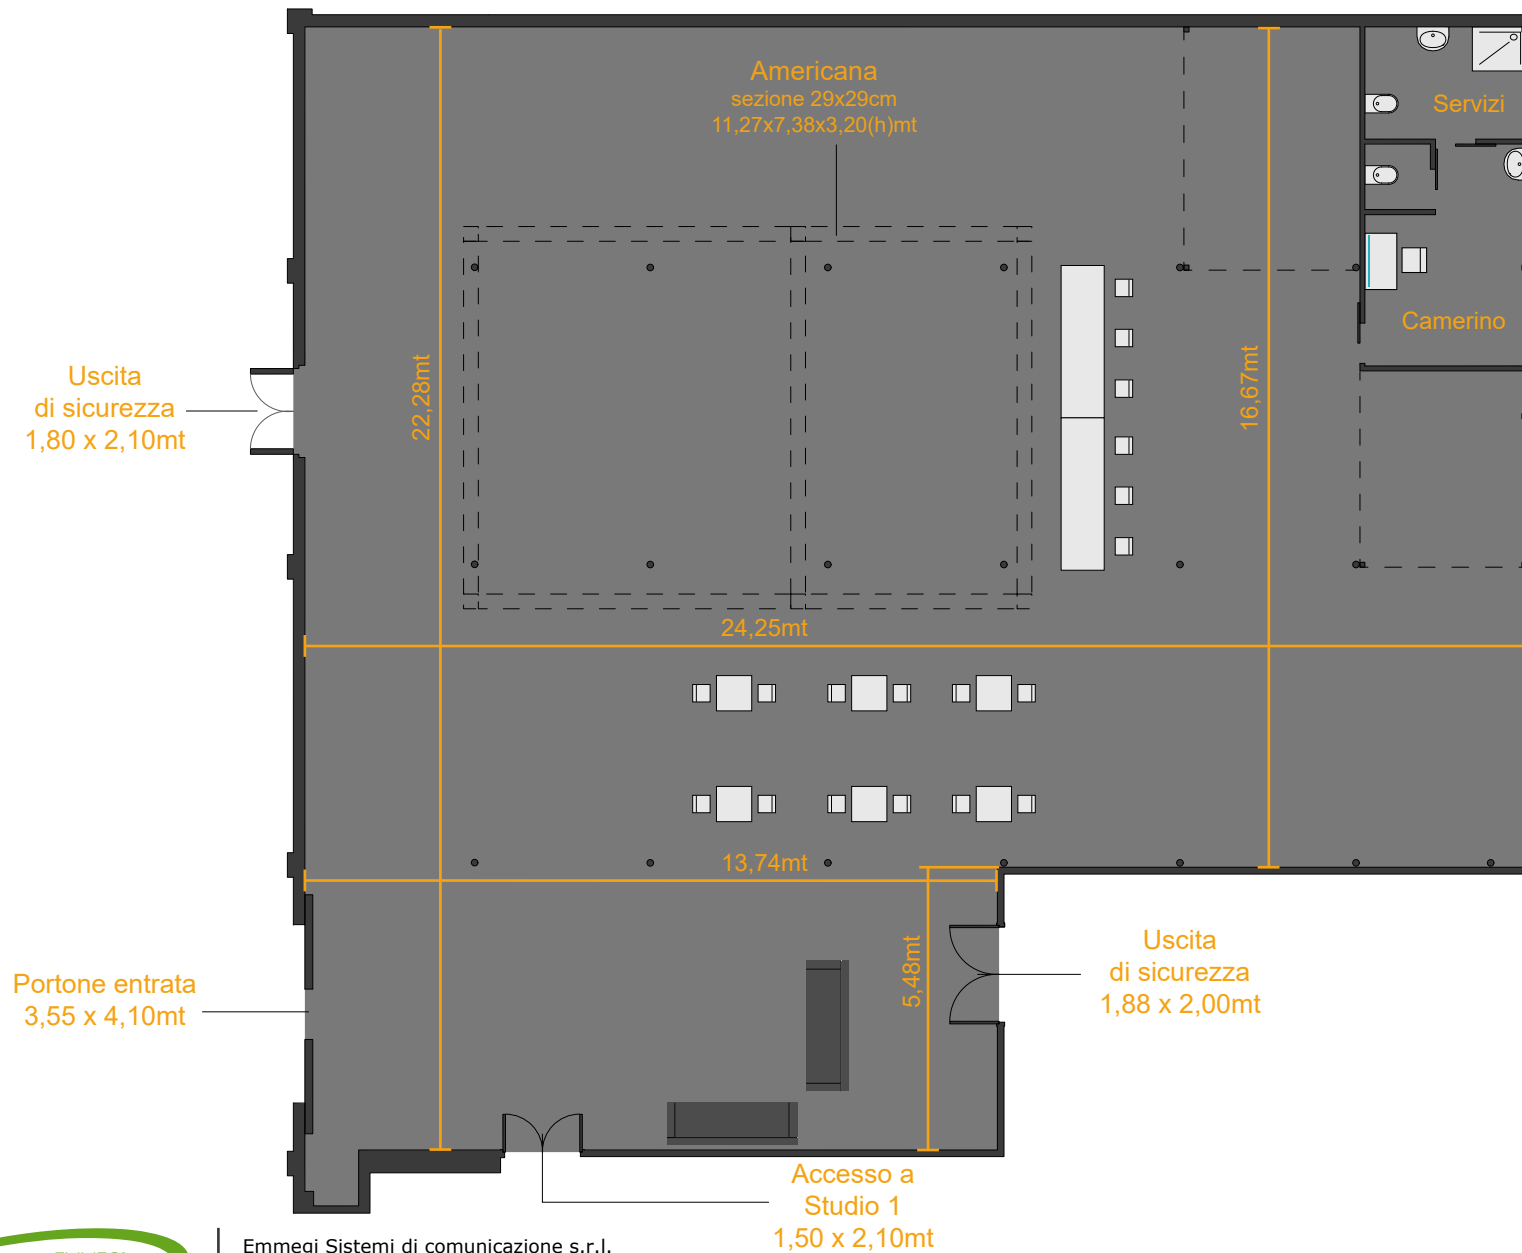 Americana
sezione 29x29cm
11,27x7,38x3,20(h)mt
Servizi
Camerino
Uscita
di sicurezza
1,80 x 2,10mt
22,28mt
16,67mt
24,25mt
13,74mt
5,48mt
Uscita
di sicurezza
1,88 x 2,00mt
Portone entrata
3,55 x 4,10mt
Accesso a
Studio 1
1,50 x 2,10mt
Emmegi Sistemi di comunicazione s.r.l.